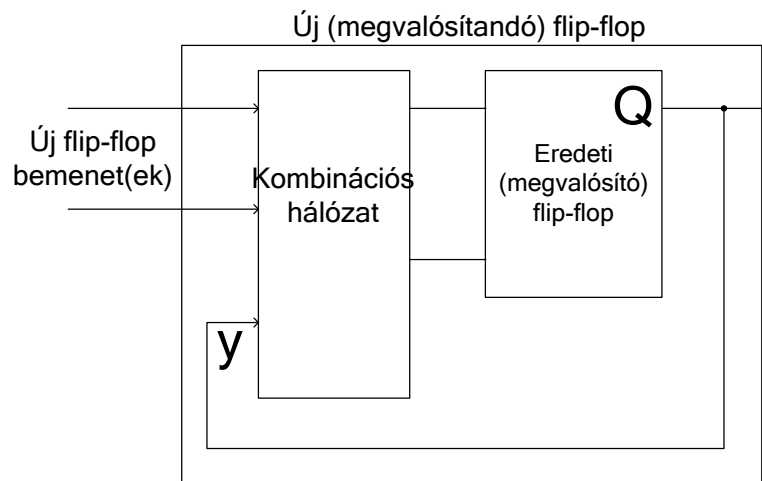 Új (megvalósítandó) flip-flop
Új flip-flop
bemenet(ek)
Kombinációs
hálózat
Q
Eredeti
(megvalósító)
flip-flop
y